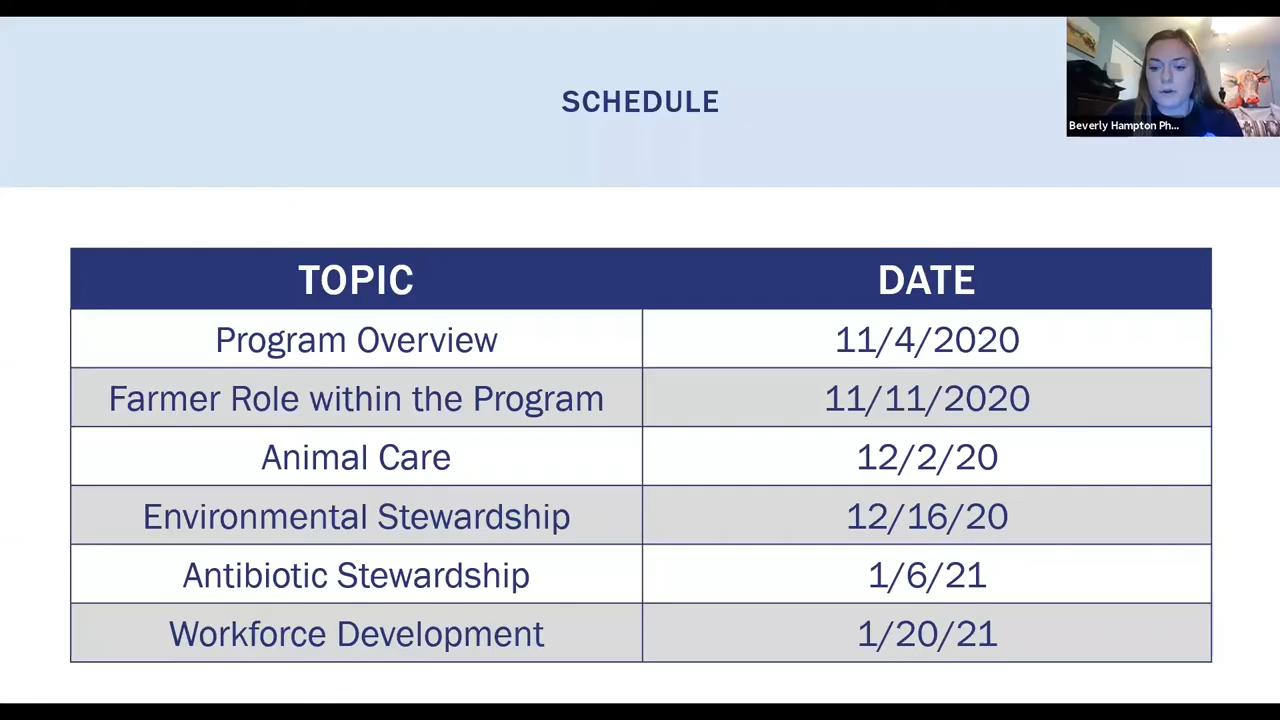 SCHEDULE
Beverly Hampton Ph...
TOPIC DATE
Program Overview 11/4/2020
Farmer Role within the Program 11/11/2020
Animal Care 12/2/20
Environmental Stewardship 12/16/20
Antibiotic Stewardship 1/6/21
Workforce Development 1/20/21